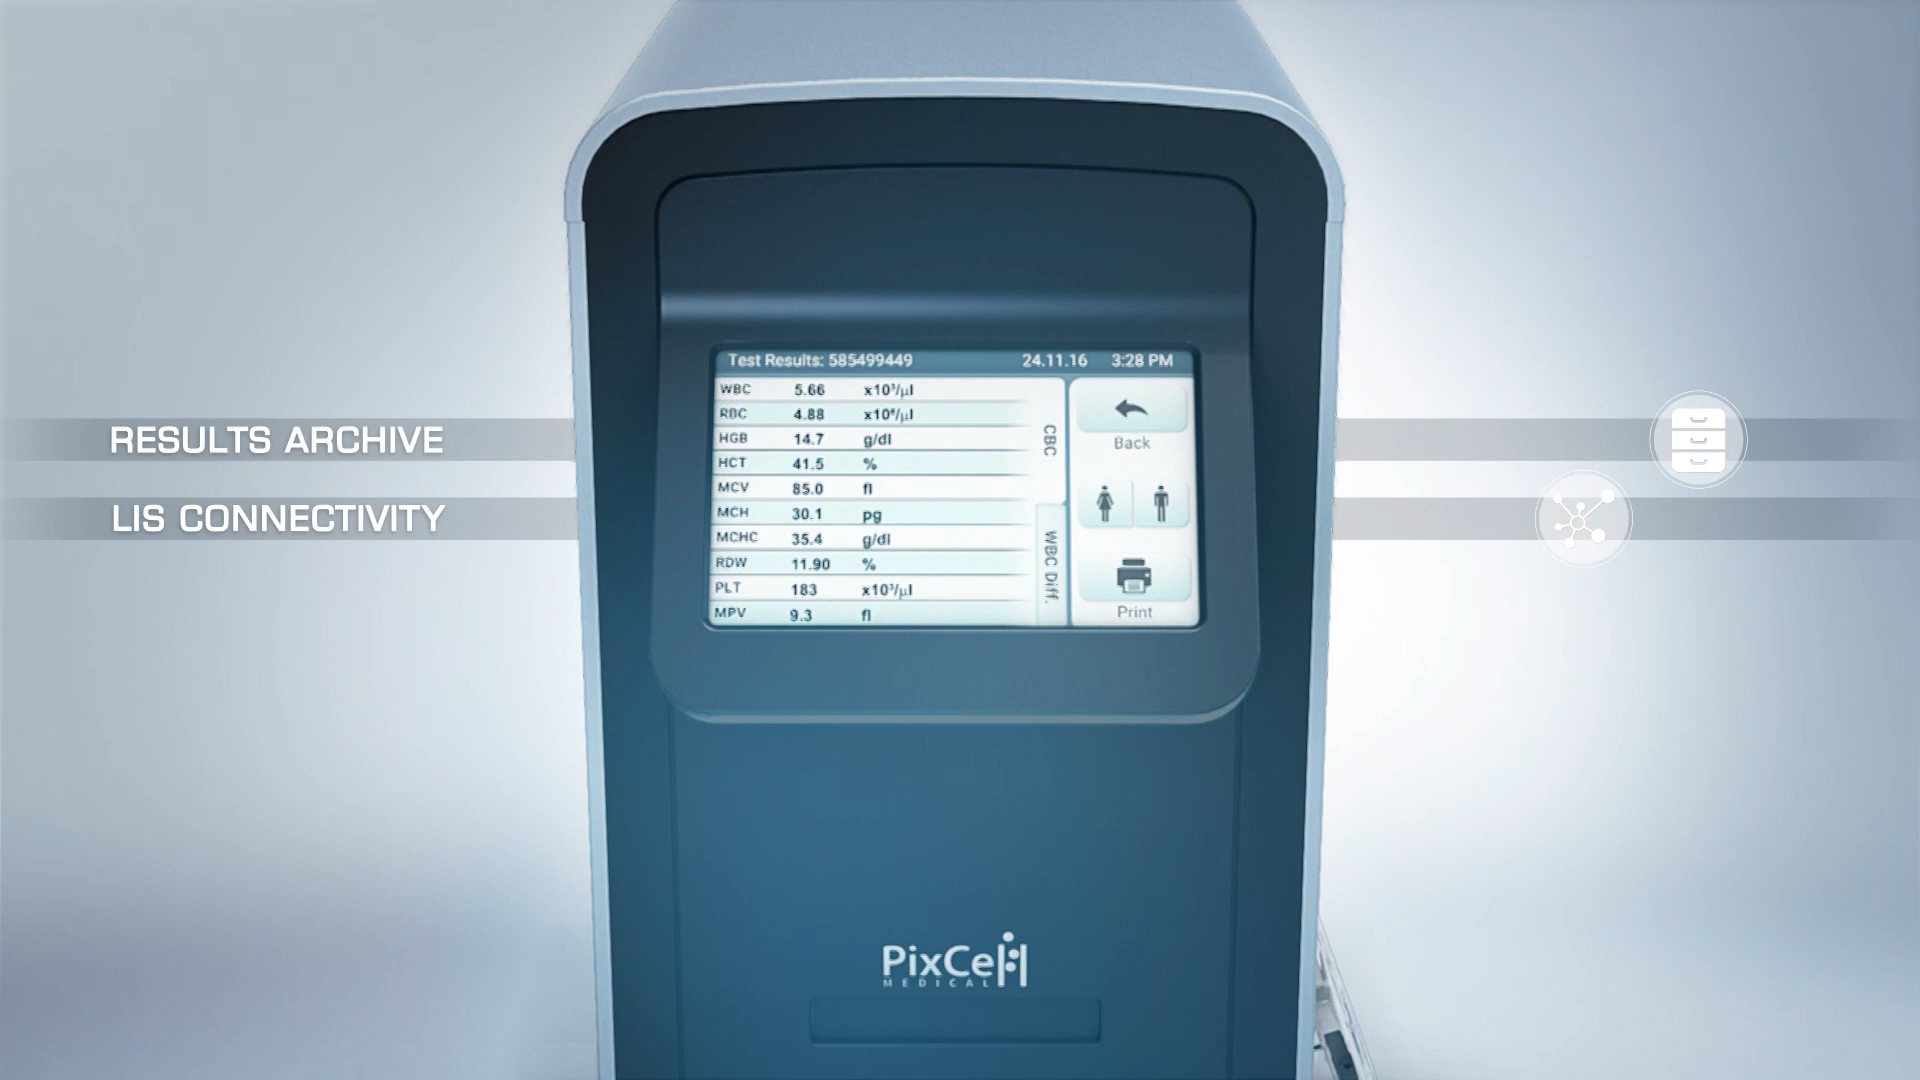 Test Results: 585499449 24.11.16 3:28 PM
WBC 5.66 x10³/µl
RBC 4.88 x10⁶/µl
HGB 14.7 g/dl
HCT 41.5 %
MCV 85.0 fl
MCH 30.1 pg
MCHC 35.4 g/dl
RDW 11.90 %
PLT 183 x10³/µl
MPV 9.3 fl
CBC
WBC Diff.
Back
Print
RESULTS ARCHIVE
LIS CONNECTIVITY
PixCell
MEDICAL